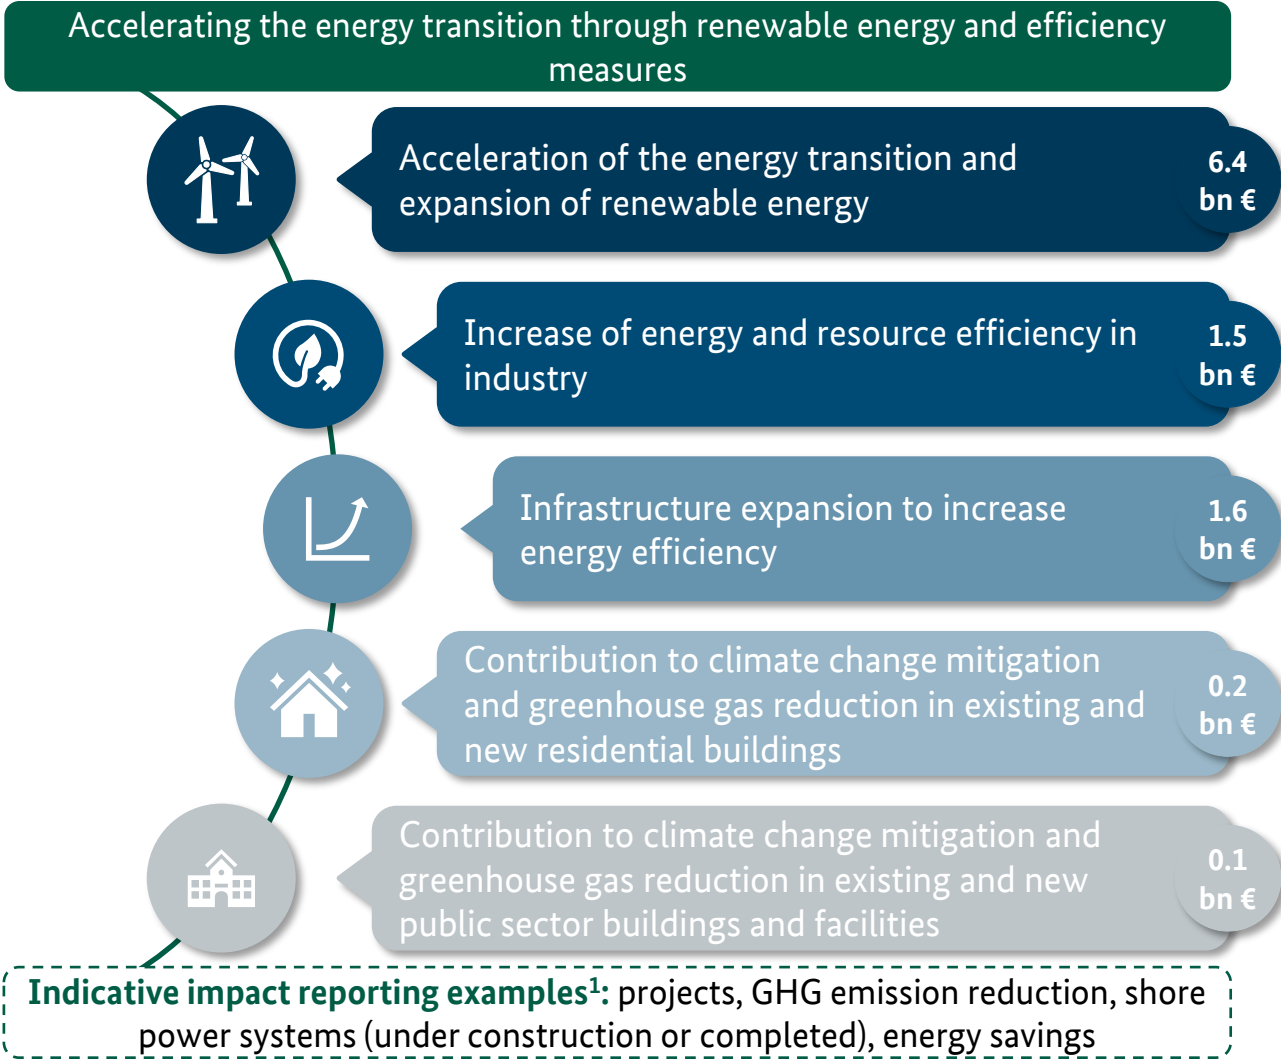 Accelerating the energy transition through renewable energy and efficiency
measures
Acceleration of the energy transition and
expansion of renewable energy
6.4
bn €
Increase of energy and resource efficiency in
industry
1.5
bn €
Infrastructure expansion to increase
energy efficiency
1.6
bn €
Contribution to climate change mitigation
and greenhouse gas reduction in existing and
new residential buildings
0.2
bn €
Contribution to climate change mitigation and
greenhouse gas reduction in existing and new
public sector buildings and facilities
0.1
bn €
Indicative impact reporting examples¹: projects, GHG emission reduction, shore
power systems (under construction or completed), energy savings